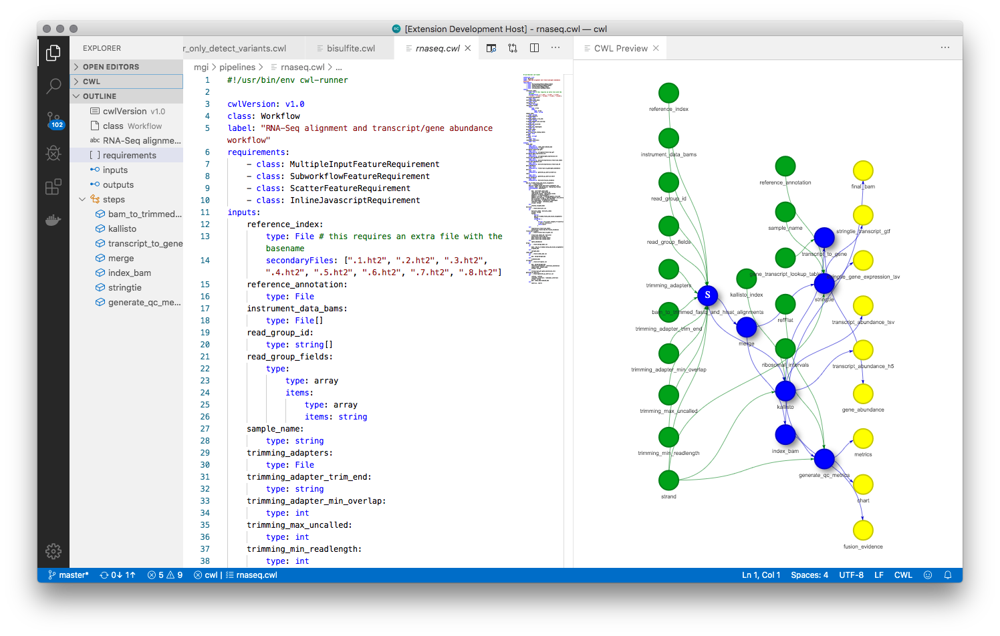 [Extension Development Host] - rnaseq.cwl — cwl
EXPLORER
r_only_detect_variants.cwl
bisulfite.cwl
rnaseq.cwl
CWL Preview
OPEN EDITORS
CWL
OUTLINE
cwlVersion v1.0
class Workflow
abc RNA-Seq alignme...
[ ] requirements
inputs
outputs
steps
bam_to_trimmed...
kallisto
transcript_to_gene
merge
index_bam
stringtie
generate_qc_me...
102
mgi > pipelines > rnaseq.cwl > ...
1 #!/usr/bin/env cwl-runner
2
3 cwlVersion: v1.0
4 class: Workflow
5 label: "RNA-Seq alignment and transcript/gene abundance
workflow"
6 requirements:
7 - class: MultipleInputFeatureRequirement
8 - class: SubworkflowFeatureRequirement
9 - class: ScatterFeatureRequirement
10 - class: InlineJavascriptRequirement
11 inputs:
12 reference_index:
13 type: File # this requires an extra file with the
basename
14 secondaryFiles: [".1.ht2", ".2.ht2", ".3.ht2",
".4.ht2", ".5.ht2", ".6.ht2", ".7.ht2", ".8.ht2"]
15 reference_annotation:
16 type: File
17 instrument_data_bams:
18 type: File[]
19 read_group_id:
20 type: string[]
21 read_group_fields:
22 type:
23 type: array
24 items:
25 type: array
26 items: string
27 sample_name:
28 type: string
29 trimming_adapters:
30 type: File
31 trimming_adapter_trim_end:
32 type: string
33 trimming_adapter_min_overlap:
34 type: int
35 trimming_max_uncalled:
36 type: int
37 trimming_min_readlength:
38 type: int
reference_index
instrument_data_bams
read_group_id
read_group_fields
trimming_adapters
trimming_adapter_trim_end
trimming_adapter_min_overlap
trimming_max_uncalled
trimming_min_readlength
strand
S
bam_to_trimmed_fastq_and_hisat_alignments
kallisto_index
merge
reference_annotation
sample_name
gene_transcript_lookup_table
refFlat
ribosomal_intervals
kallisto
index_bam
transcript_to_gene
stringtie
generate_qc_metrics
final_bam
stringtie_transcript_gtf
stringtie_gene_expression_tsv
transcript_abundance_tsv
transcript_abundance_h5
gene_abundance
metrics
chart
fusion_evidence
master*
0↓ 1↑
5
9
cwl | rnaseq.cwl
Ln 1, Col 1
Spaces: 4
UTF-8
LF
CWL